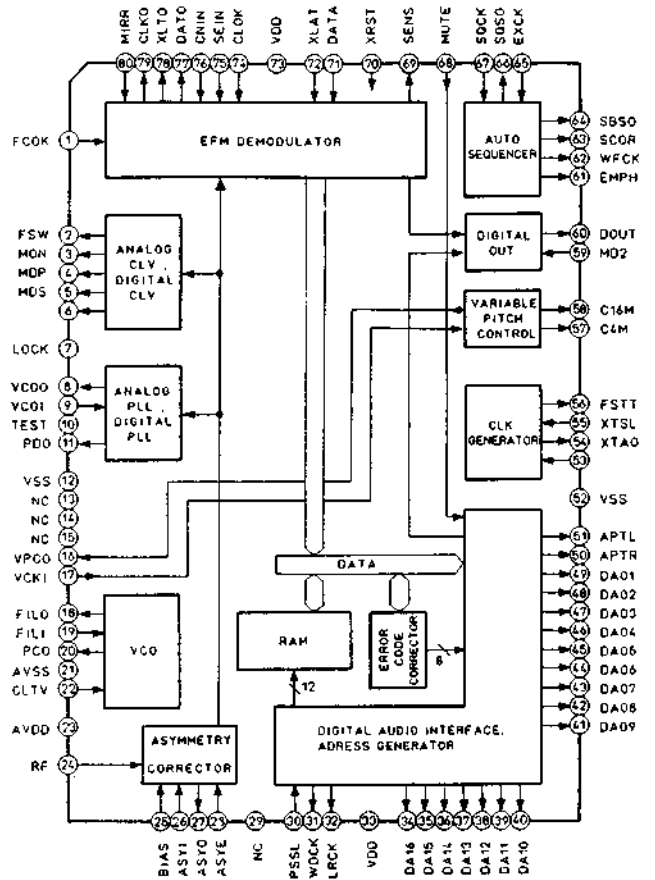 MIRR CLKO XLTO DATO CNIN SEIN CLOK VDD XLAT DATA XRST SENS MUTE SQCK SQSO EXCK
80 79 78 77 76 75 74 73 72 71 70 69 68 67 66 65
FCOK 1
EFM DEMODULATOR
AUTO
SEQUENCER
64 SBSO
63 SCOR
62 WFCK
61 EMPH
FSW 2
MON 3
MDP 4
MDS 5
6
ANALOG
CLV ,
DIGITAL
CLV
DIGITAL
OUT
60 DOUT
59 MD2
VARIABLE
PITCH
CONTROL
58 C16M
57 C4M
LOCK 7
VCOO 8
VCOI 9
TEST 10
PDO 11
ANALOG
PLL ,
DIGITAL
PLL
CLK
GENERATOR
56 FSTT
55 XTSL
54 XTAO
53
VSS 12
NC 13
NC 14
NC 15
VPCO 16
VCKI 17
52 VSS
51 APTL
50 APTR
49 DA01
48 DA02
47 DA03
46 DA04
45 DA05
44 DA06
43 DA07
42 DA08
41 DA09
DATA
FILO 18
FILI 19
PCO 20
AVSS 21
CLTV 22
AVDD 23
RF 24
VCO
RAM
ERROR
CODE
CORRECTOR
8
12
ASYMMETRY
CORRECTOR
DIGITAL AUDIO INTERFACE,
ADRESS GENERATOR
25 26 27 23 29 30 31 32 33 34 35 36 37 38 39 40
BIAS ASYI ASYO ASYE NC PSSL WDCK LRCK VDD DA16 DA15 DA14 DA13 DA12 DA11 DA10